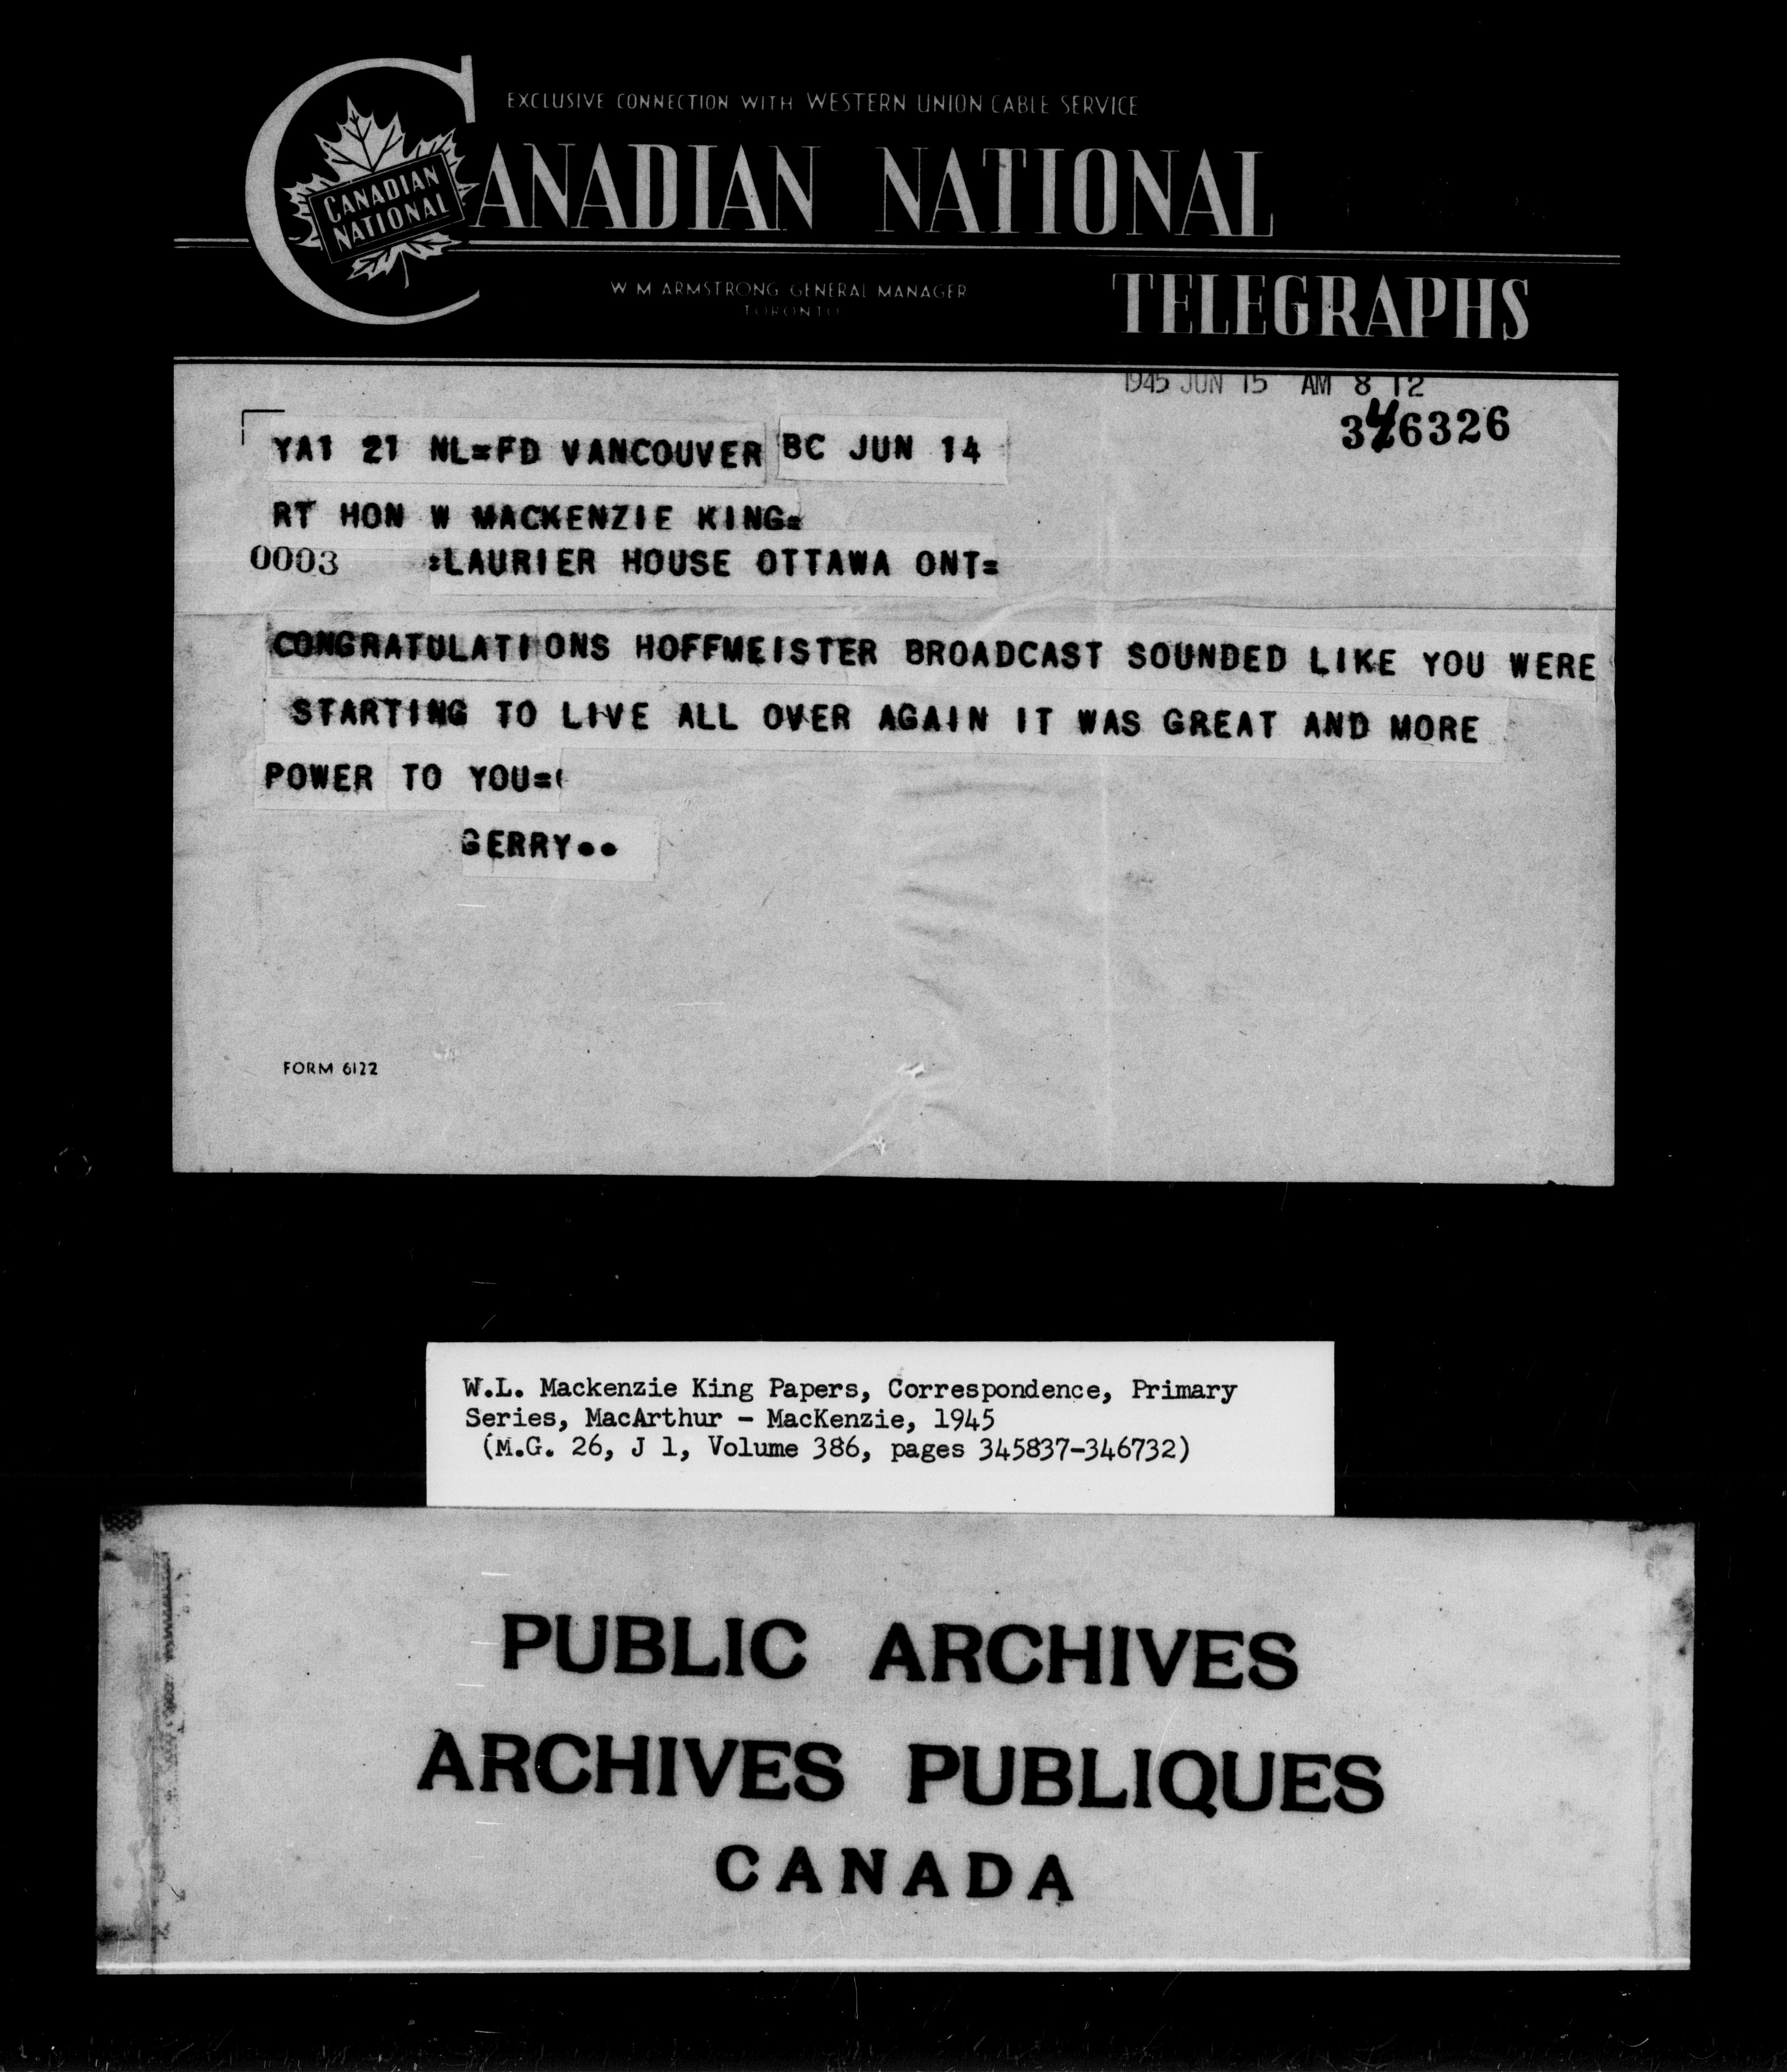 EXCLUSIVE CONNECTION WITH WESTERN UNION CABLE SERVICE
CANADIAN NATIONAL
CANADIAN
NATIONAL
W M ARMSTRONG GENERAL MANAGER
TORONTO
TELEGRAPHS
1945 JUN 15 AM 8 12
346326
YA1 21 NL=FD VANCOUVER BC JUN 14
RT HON W MACKENZIE KING=
0003 :LAURIER HOUSE OTTAWA ONT=
CONGRATULATIONS HOFFMEISTER BROADCAST SOUNDED LIKE YOU WERE
STARTING TO LIVE ALL OVER AGAIN IT WAS GREAT AND MORE
POWER TO YOU=
GERRY..
FORM 6122
W.L. Mackenzie King Papers, Correspondence, Primary
Series, MacArthur - MacKenzie, 1945
(M.G. 26, J 1, Volume 386, pages 345837-346732)
PUBLIC ARCHIVES
ARCHIVES PUBLIQUES
CANADA